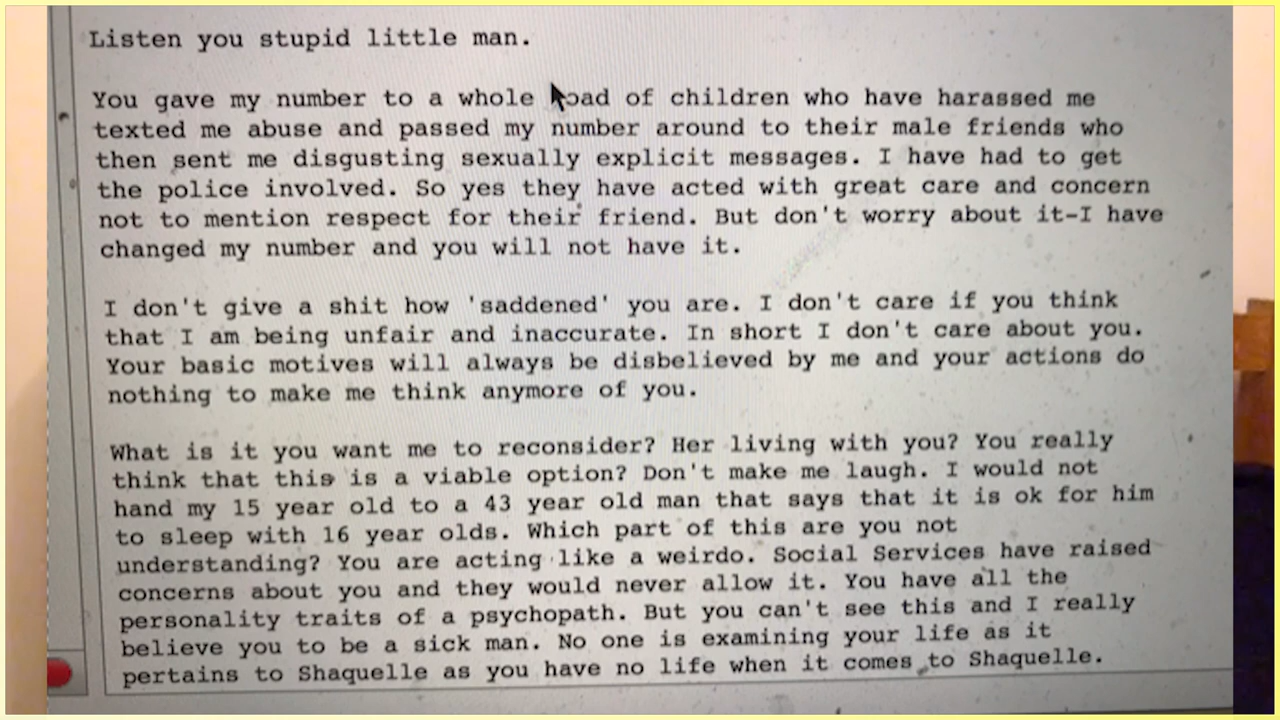 Listen you stupid little man.
You gave my number to a whole load of children who have harassed me
texted me abuse and passed my number around to their male friends who
then sent me disgusting sexually explicit messages. I have had to get
the police involved. So yes they have acted with great care and concern
not to mention respect for their friend. But don't worry about it-I have
changed my number and you will not have it.
I don't give a shit how 'saddened' you are. I don't care if you think
that I am being unfair and inaccurate. In short I don't care about you.
Your basic motives will always be disbelieved by me and your actions do
nothing to make me think anymore of you.
What is it you want me to reconsider? Her living with you? You really
think that this is a viable option? Don't make me laugh. I would not
hand my 15 year old to a 43 year old man that says that it is ok for him
to sleep with 16 year olds. Which part of this are you not
understanding? You are acting like a weirdo. Social Services have raised
concerns about you and they would never allow it. You have all the
personality traits of a psychopath. But you can't see this and I really
believe you to be a sick man. No one is examining your life as it
pertains to Shaquelle as you have no life when it comes to Shaquelle.